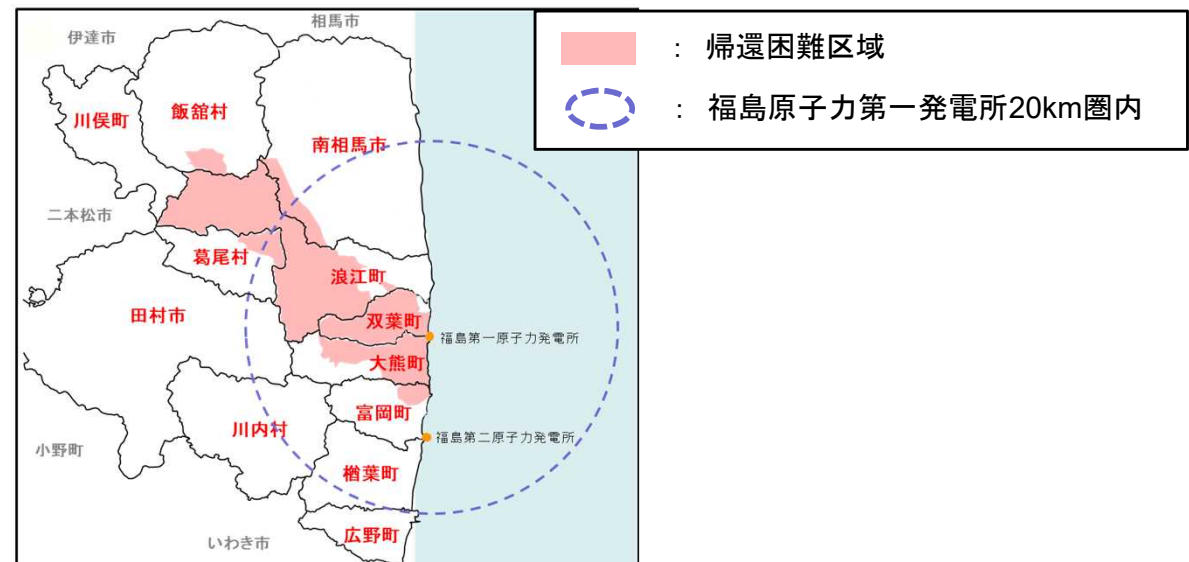 相馬市
伊達市
飯舘村
川俣町
南相馬市
二本松市
葛尾村
浪江町
田村市
双葉町
福島第一原子力発電所
大熊町
富岡町
川内村
福島第二原子力発電所
小野町
楢葉町
広野町
いわき市
: 帰還困難区域
: 福島原子力第一発電所20km圏内